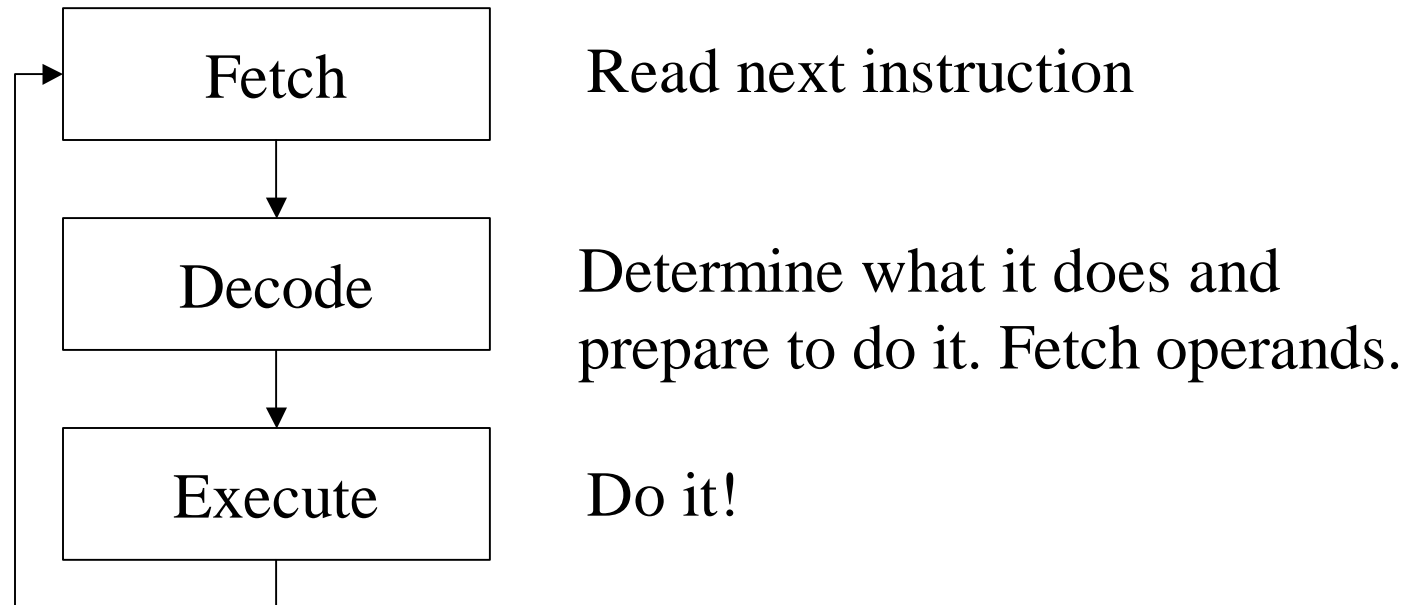 Fetch
Read next instruction
Decode
Determine what it does and
prepare to do it. Fetch operands.
Execute
Do it!